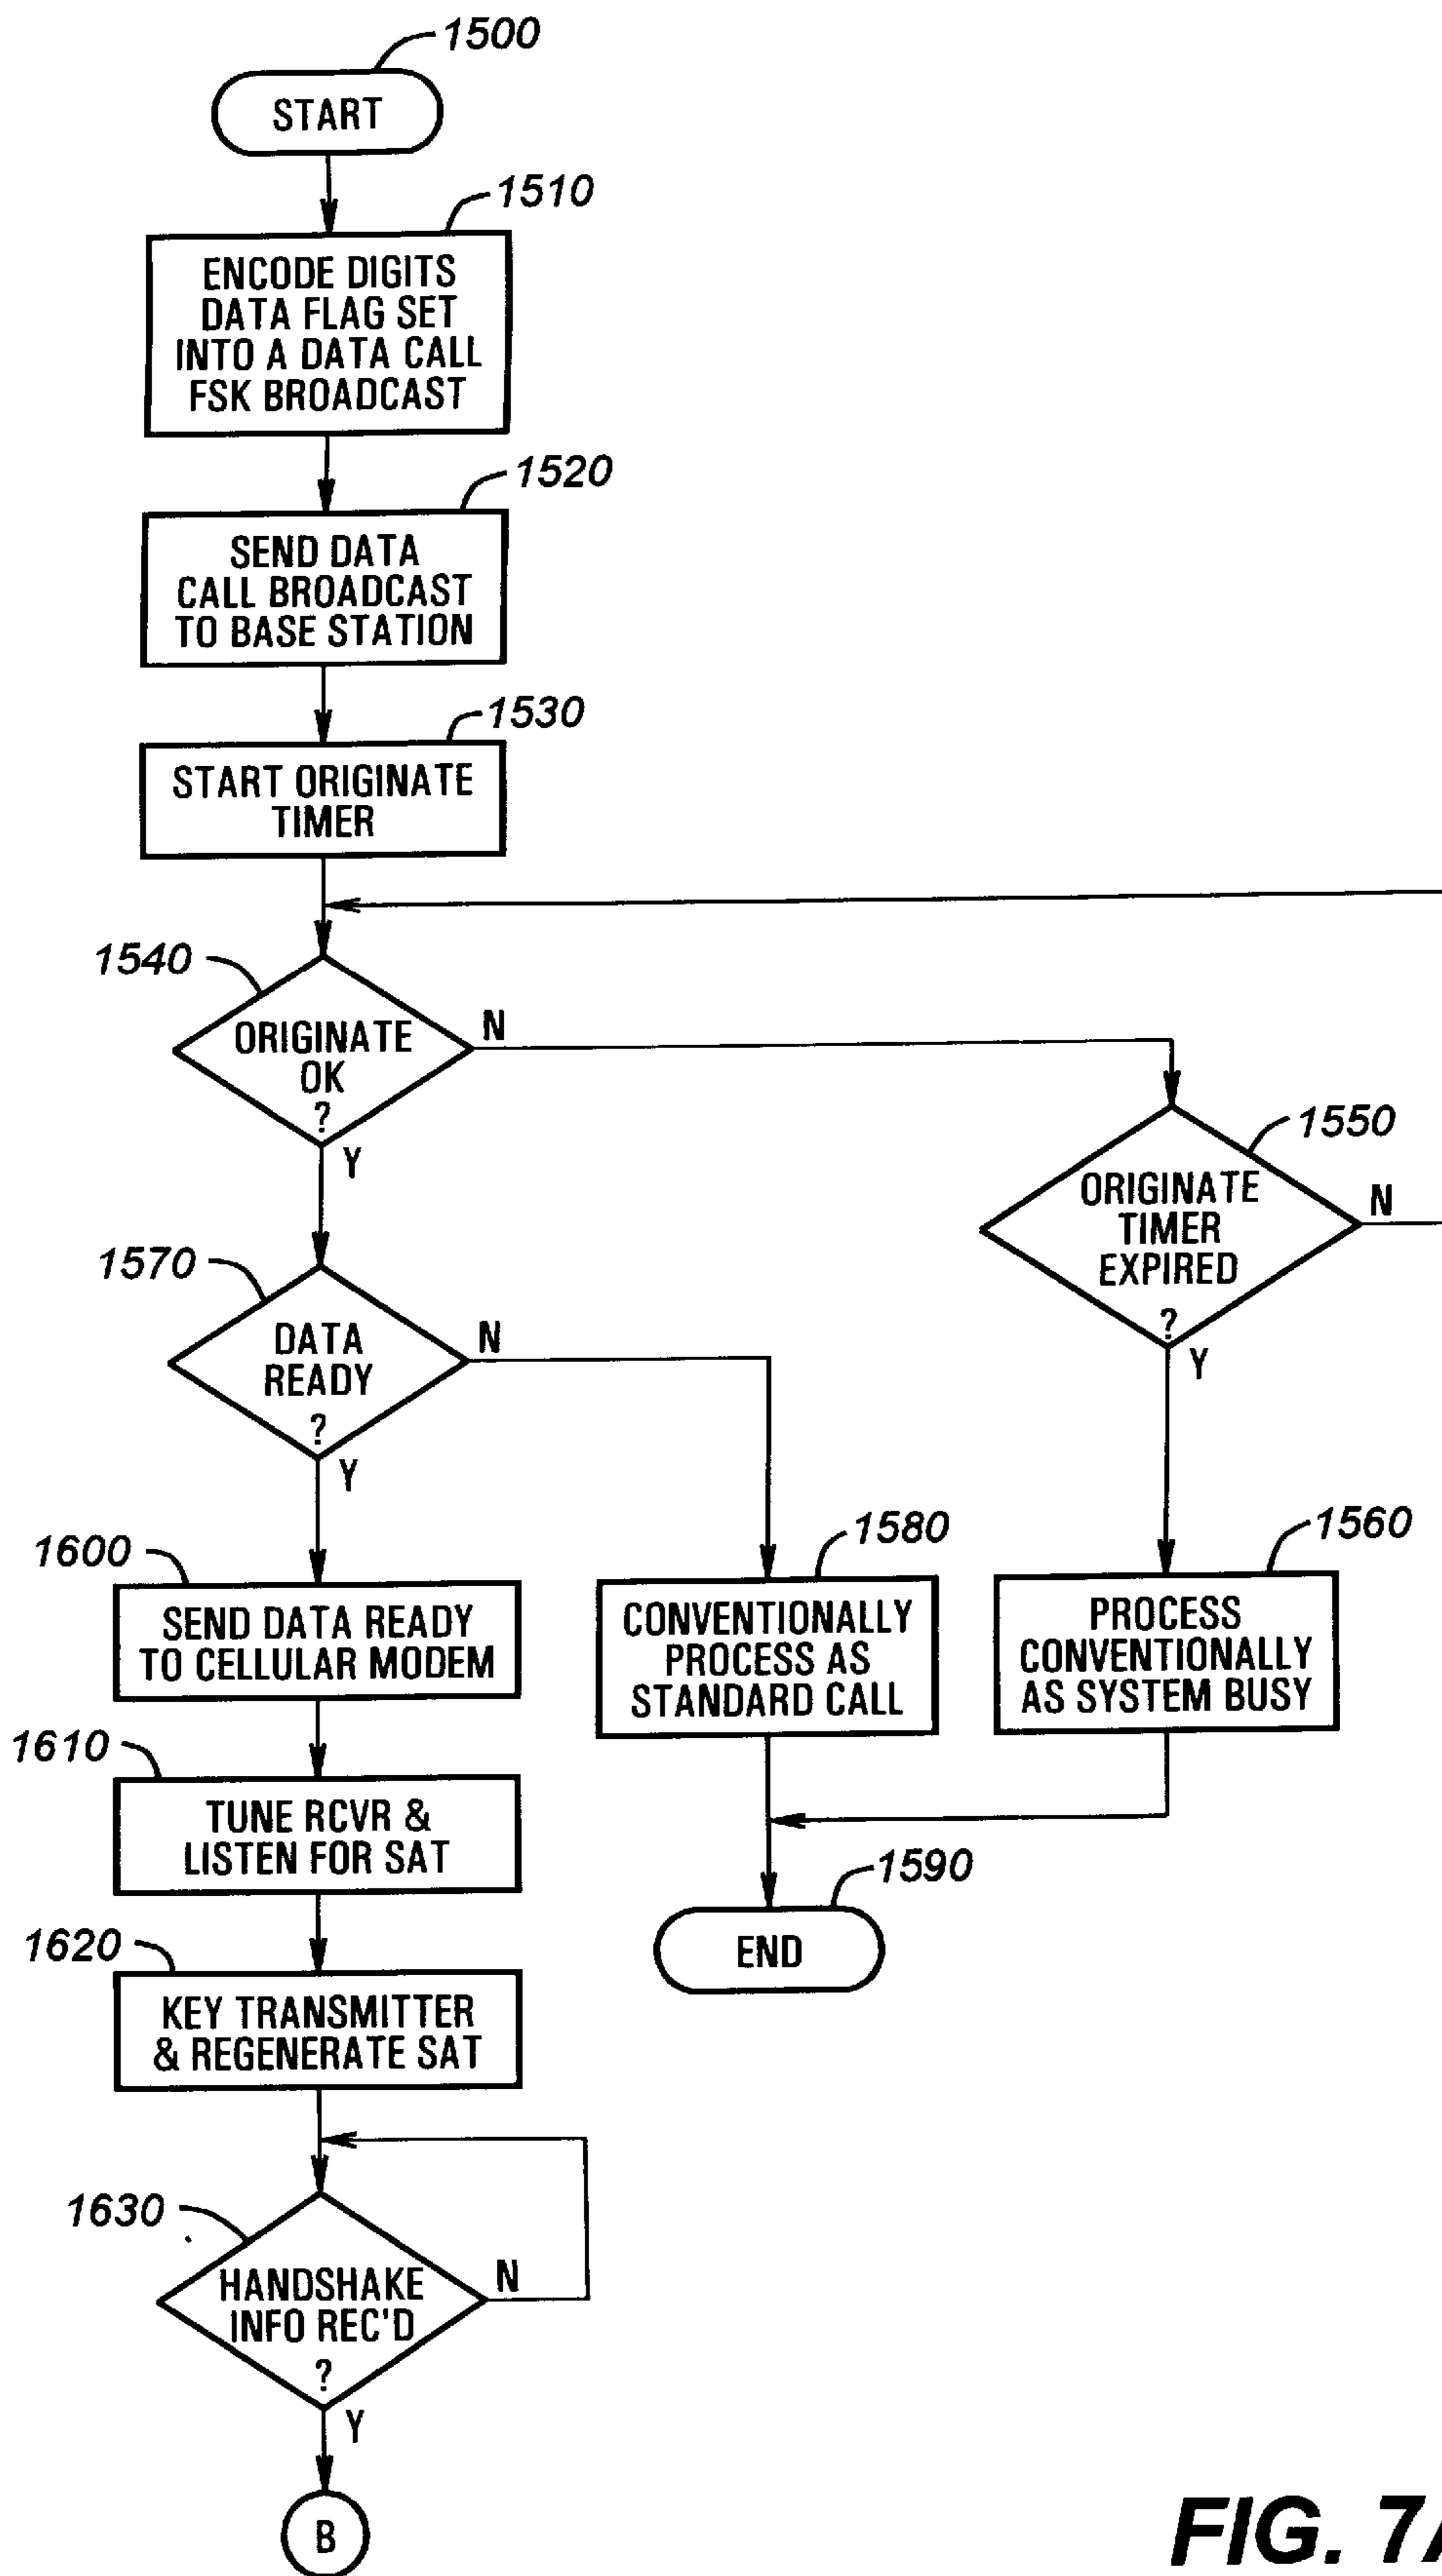 1500
START
1510
ENCODE DIGITS
DATA FLAG SET
INTO A DATA CALL
FSK BROADCAST
1520
SEND DATA
CALL BROADCAST
TO BASE STATION
1530
START ORIGINATE
TIMER
1540
ORIGINATE
OK
?
N
Y
1550
ORIGINATE
TIMER
EXPIRED
?
N
Y
1570
DATA
READY
?
N
Y
1600
SEND DATA READY
TO CELLULAR MODEM
1580
CONVENTIONALLY
PROCESS AS
STANDARD CALL
1560
PROCESS
CONVENTIONALLY
AS SYSTEM BUSY
1610
TUNE RCVR &
LISTEN FOR SAT
1590
END
1620
KEY TRANSMITTER
& REGENERATE SAT
1630
HANDSHAKE
INFO REC'D
?
N
Y
B
FIG. 7A